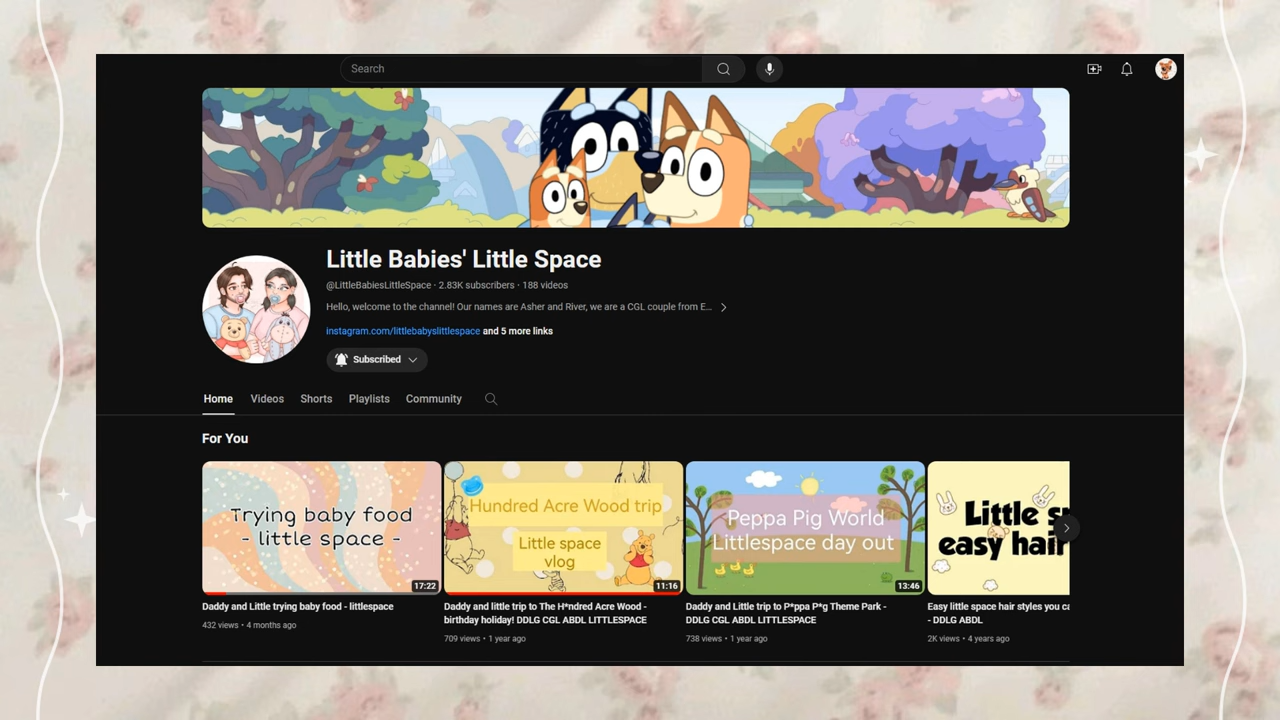 Search
Little Babies' Little Space
@LittleBabiesLittleSpace · 2.83K subscribers · 188 videos
Hello, welcome to the channel! Our names are Asher and River, we are a CGL couple from E...
instagram.com/littlebabyslittlespace and 5 more links
Subscribed
Home Videos Shorts Playlists Community
For You
Trying baby food
- little space -
17:22
Daddy and Little trying baby food - littlespace
432 views • 4 months ago
Hundred Acre Wood trip
Little space
vlog
11:16
Daddy and little trip to The H*ndred Acre Wood -
birthday holiday! DDLG CGL ABDL LITTLESPACE
709 views • 1 year ago
Peppa Pig World
Littlespace day out
13:46
Daddy and Little trip to P*ppa P*g Theme Park -
DDLG CGL ABDL LITTLESPACE
738 views • 1 year ago
Little s
easy hair
Easy little space hair styles you ca
- DDLG ABDL
2K views • 4 years ago